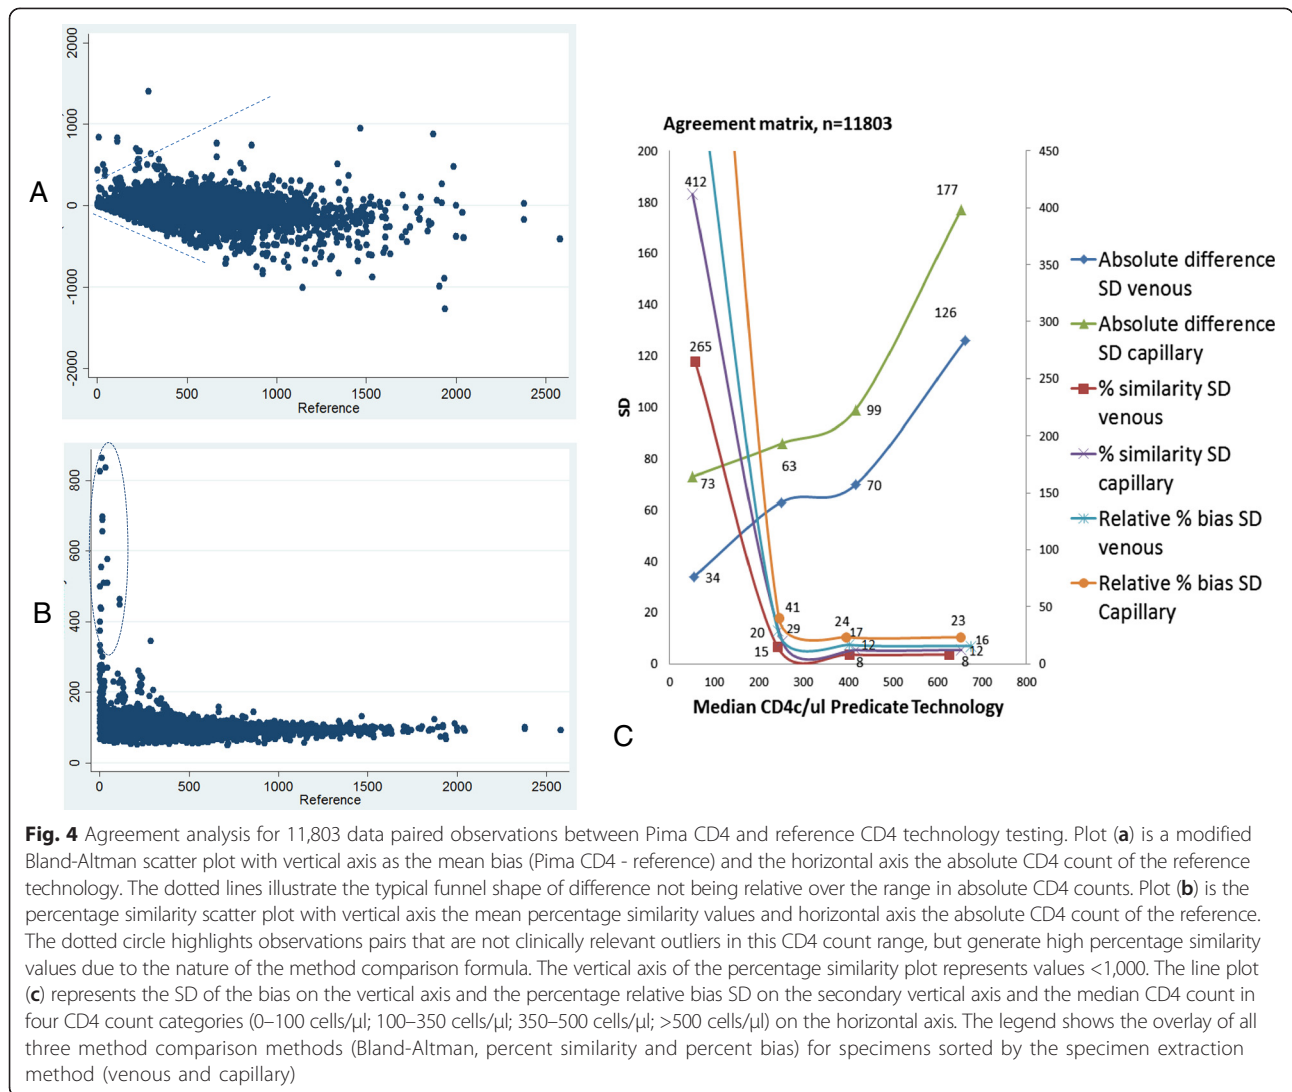 A
2000
1000
0
-1000
-2000
0
500
1000
1500
2000
2500
Reference
B
800
600
400
200
0
0
500
1000
1500
2000
2500
Reference
Agreement matrix, n=11803
200
180
160
140
120
100
80
60
40
20
0
SD
450
400
350
300
250
200
150
100
50
0
412
265
177
126
99
63
73
70
34
41
29
20
15
24
17
12
8
23
16
12
8
0
100
200
300
400
500
600
700
800
Median CD4c/ul Predicate Technology
C
Absolute difference
SD venous
Absolute difference
SD capillary
% similarity SD
venous
% similarity SD
capillary
Relative % bias SD
venous
Relative % bias SD
Capillary
Fig. 4 Agreement analysis for 11,803 data paired observations between Pima CD4 and reference CD4 technology testing. Plot (a) is a modified
Bland-Altman scatter plot with vertical axis as the mean bias (Pima CD4 - reference) and the horizontal axis the absolute CD4 count of the reference
technology. The dotted lines illustrate the typical funnel shape of difference not being relative over the range in absolute CD4 counts. Plot (b) is the
percentage similarity scatter plot with vertical axis the mean percentage similarity values and horizontal axis the absolute CD4 count of the reference.
The dotted circle highlights observations pairs that are not clinically relevant outliers in this CD4 count range, but generate high percentage similarity
values due to the nature of the method comparison formula. The vertical axis of the percentage similarity plot represents values <1,000. The line plot
(c) represents the SD of the bias on the vertical axis and the percentage relative bias SD on the secondary vertical axis and the median CD4 count in
four CD4 count categories (0–100 cells/μl; 100–350 cells/μl; 350–500 cells/μl; >500 cells/μl) on the horizontal axis. The legend shows the overlay of all
three method comparison methods (Bland-Altman, percent similarity and percent bias) for specimens sorted by the specimen extraction
method (venous and capillary)